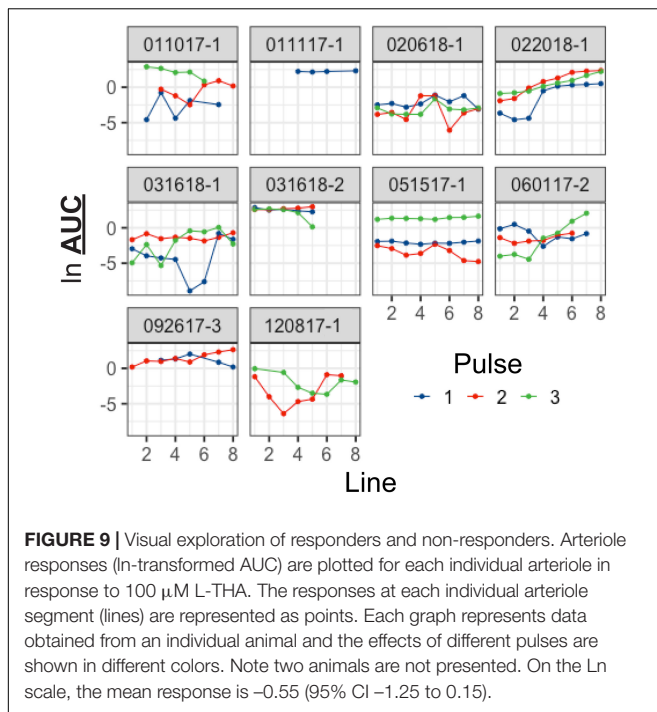 011017-1 011117-1 020618-1 022018-1
0
-5
031618-1 031618-2 051517-1 060117-2
0
-5
2 4 6 8 2 4 6 8
092617-3 120817-1
0
-5
2 4 6 8 2 4 6 8
ln AUC
Line
Pulse
1 2 3
FIGURE 9 | Visual exploration of responders and non-responders. Arteriole
responses (ln-transformed AUC) are plotted for each individual arteriole in
response to 100 μM L-THA. The responses at each individual arteriole
segment (lines) are represented as points. Each graph represents data
obtained from an individual animal and the effects of different pulses are
shown in different colors. Note two animals are not presented. On the Ln
scale, the mean response is –0.55 (95% CI –1.25 to 0.15).